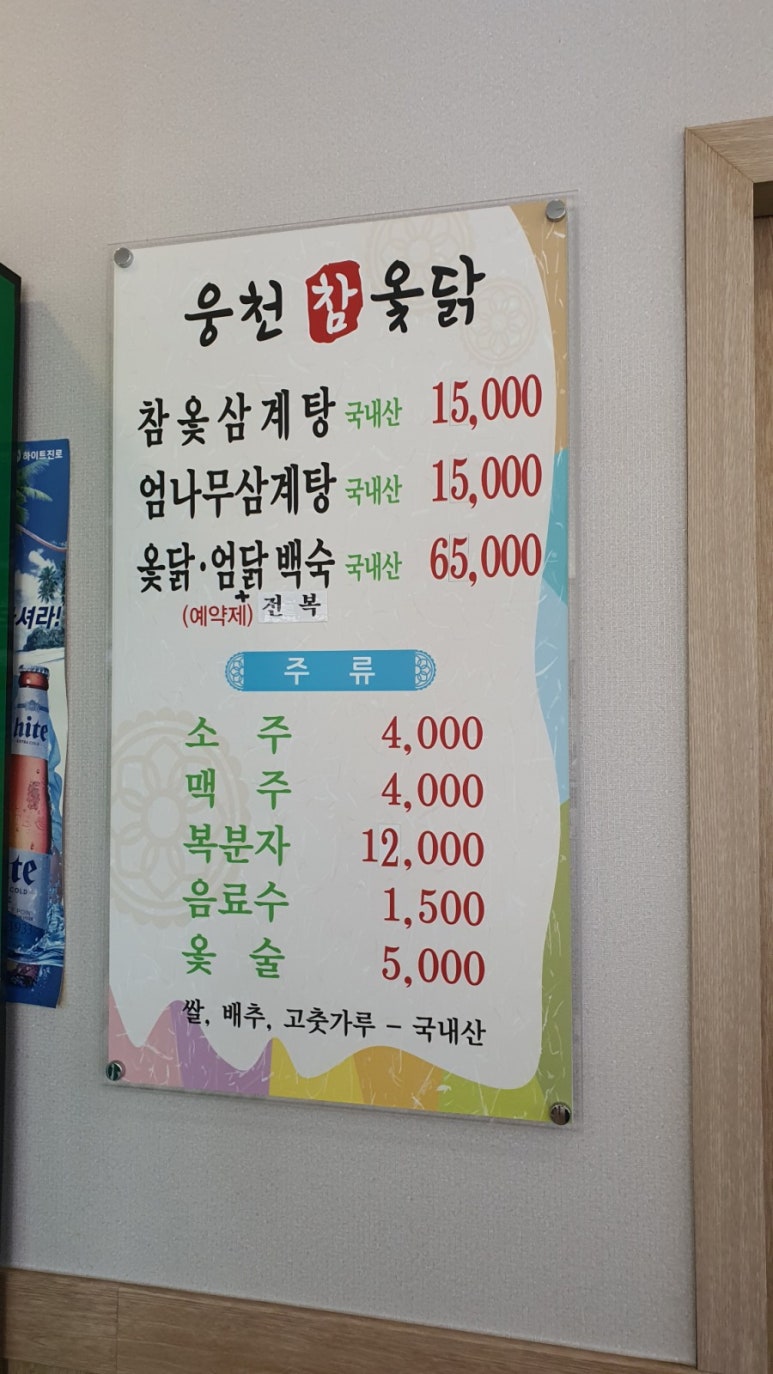 웅천 참 옻닭
참옻삼계탕 국내산 15,000
엄나무삼계탕 국내산 15,000
옻닭·엄닭백숙 국내산 65,000
(예약제) + 전복
주 류
소 주 4,000
맥 주 4,000
복분자 12,000
음료수 1,500
옻 술 5,000
쌀, 배추, 고춧가루 - 국내산
하이트진로
셔라!
hite
te